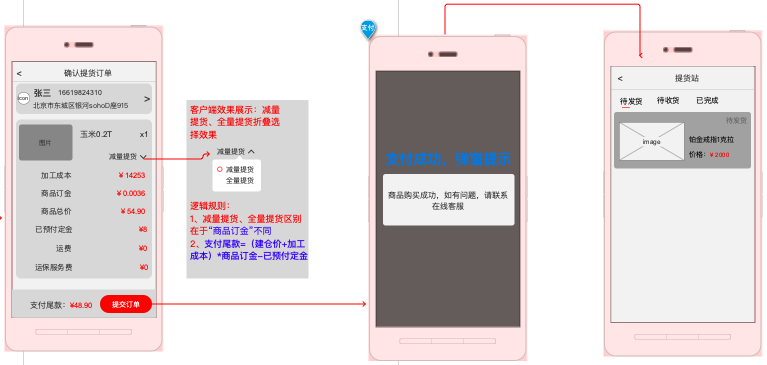 <
确认提货订单
icon
张三 16619824310
北京市东城区银河sohoD座915
>
图片
玉米0.2T x1
减量提货
加工成本 ¥ 14253
商品订金 ¥ 0.0036
商品总价 ¥ 54.90
已预付定金 ¥8
运费 ¥0
运保服务费 ¥0
支付尾款: ¥48.90
提交订单
客户端效果展示：减量
提货、全量提货折叠选
择效果
减量提货
减量提货
全量提货
逻辑规则：
1、减量提货、全量提货区别
在于“商品订金”不同
2、支付尾款=（建仓价+加工
成本）*商品订金-已预付定金
支付
支付成功，弹窗提示
商品购买成功，如有问题，请联系
在线客服
<
提货站
待发货 待收货 已完成
待发货
image
铂金戒指1克拉
价格：¥ 2000